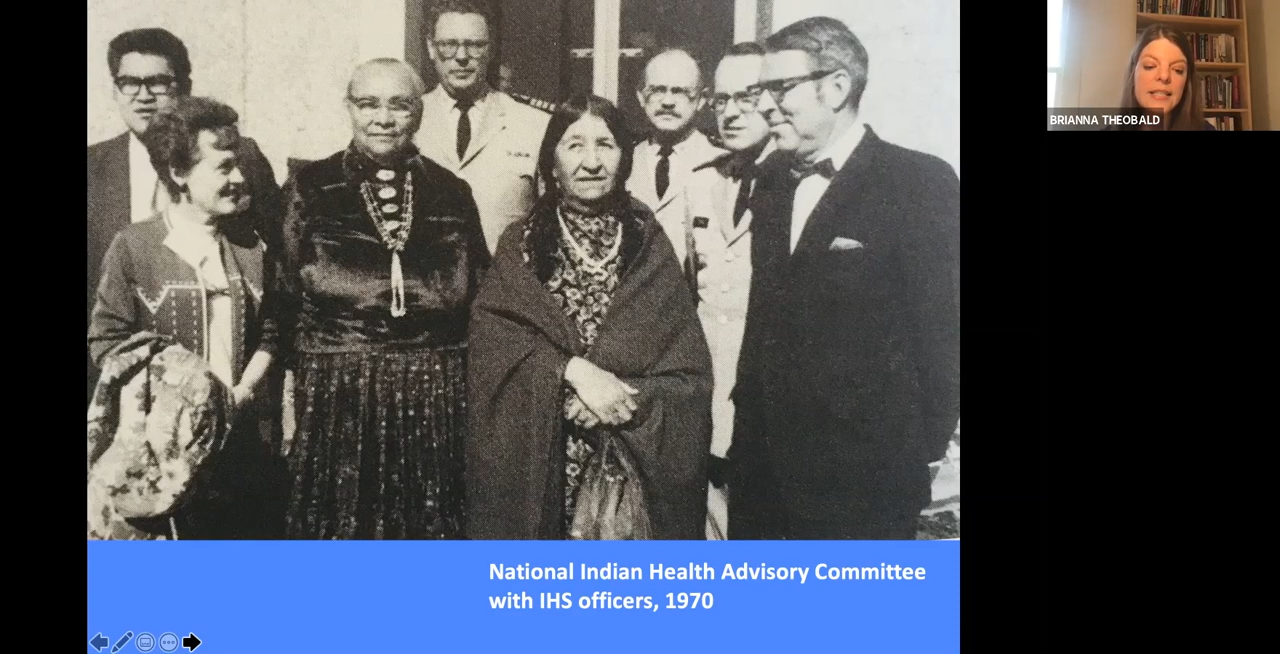 BRIANNA THEOBALD
National Indian Health Advisory Committee
with IHS officers, 1970